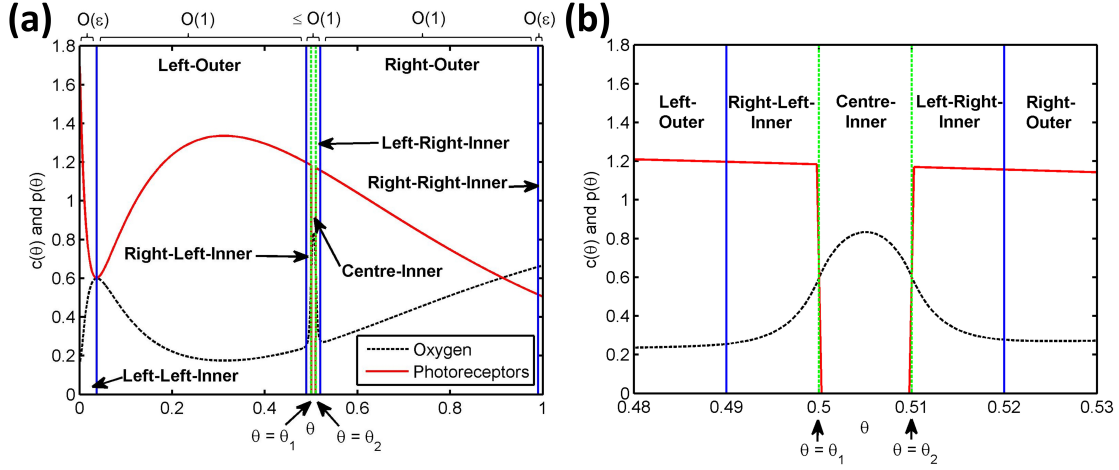 (a)
O(ε) O(1) ≤ O(1) O(1) O(ε)
c(θ) and p(θ)
1.8
1.6
1.4
1.2
1.0
0.8
0.6
0.4
0.2
0
Left-Outer
Right-Outer
Left-Right-Inner
Right-Right-Inner
Right-Left-Inner
Centre-Inner
Left-Left-Inner
Oxygen
Photoreceptors
0 0.2 0.4 0.6 0.8 1
θ
θ = θ1 θ = θ2
(b)
c(θ) and p(θ)
1.8
1.6
1.4
1.2
1.0
0.8
0.6
0.4
0.2
0
Left-
Outer
Right-Left-
Inner
Centre-
Inner
Left-Right-
Inner
Right-
Outer
0.48 0.49 0.5 0.51 0.52 0.53
θ
θ = θ1 θ = θ2